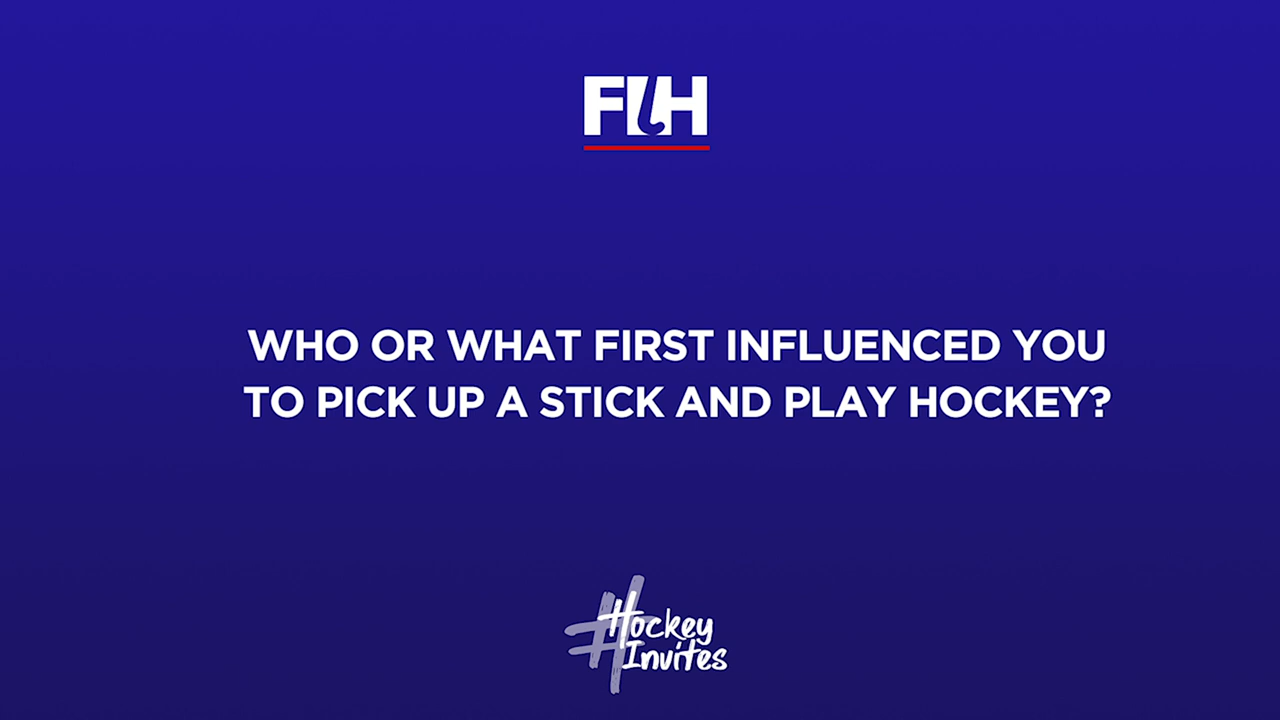 FIH
WHO OR WHAT FIRST INFLUENCED YOU
TO PICK UP A STICK AND PLAY HOCKEY?
#Hockey
Invites